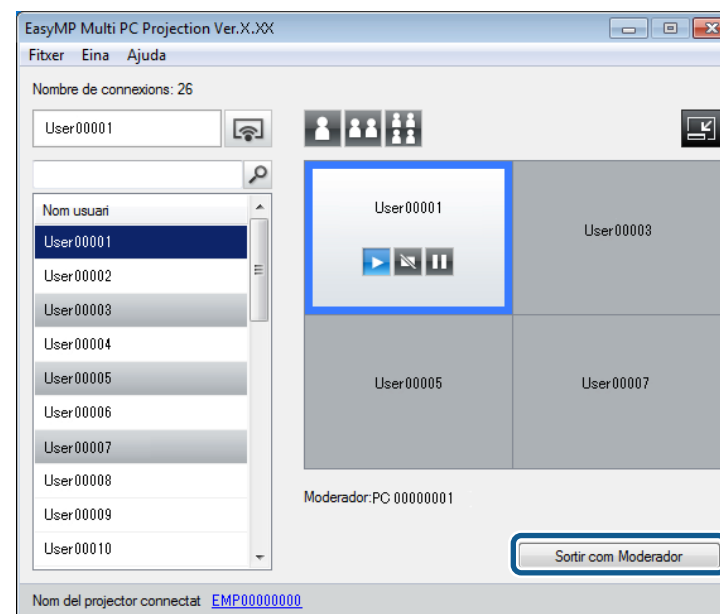 EasyMP Multi PC Projection Ver.X.XX
Fitxer Eina Ajuda
Nombre de connexions: 26
User00001
Nom usuari
User00001
User00002
User00003
User00004
User00005
User00006
User00007
User00008
User00009
User00010
User00001
User00003
User00005
User00007
Moderador:PC 00000001
Sortir com Moderador
Nom del projector connectat EMP00000000